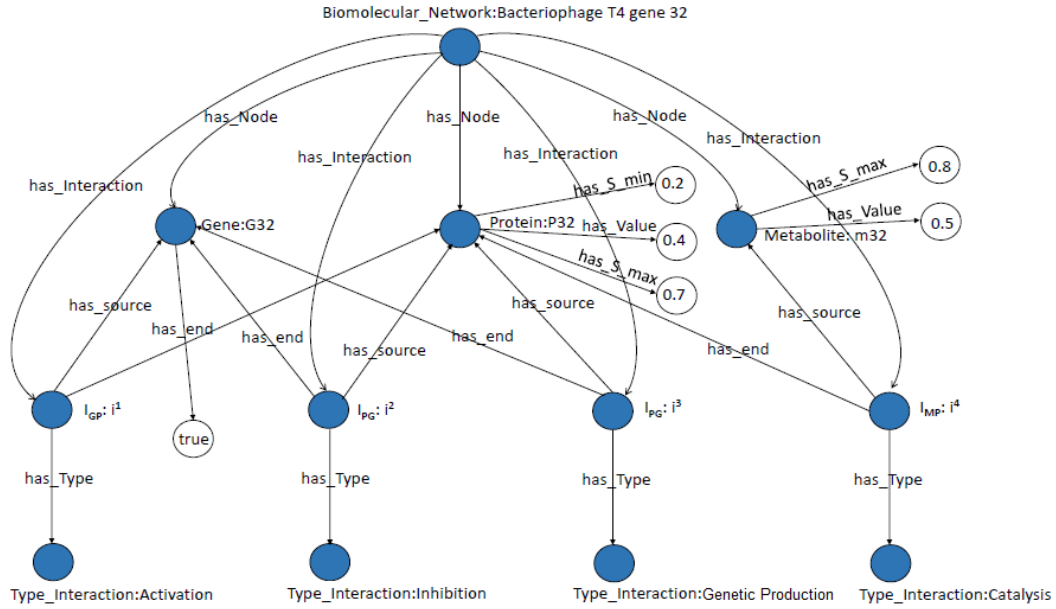 Biomolecular_Network:Bacteriophage T4 gene 32
has_Node
has_Node
has_Node
has_Interaction
has_Interaction
has_Interaction
has_Interaction
has_S_min
0.2
has_S_max
0.8
Gene:G32
Protein:P32
has_Value
0.4
Metabolite: m32
has_Value
0.5
has_S_max
0.7
has_source
has_end
has_end
has_source
has_end
has_source
has_end
has_source
I_GP: i¹
true
I_PG: i²
I_PG: i³
I_MP: i⁴
has_Type
has_Type
has_Type
has_Type
Type_Interaction:Activation
Type_Interaction:Inhibition
Type_Interaction:Genetic Production
Type_Interaction:Catalysis